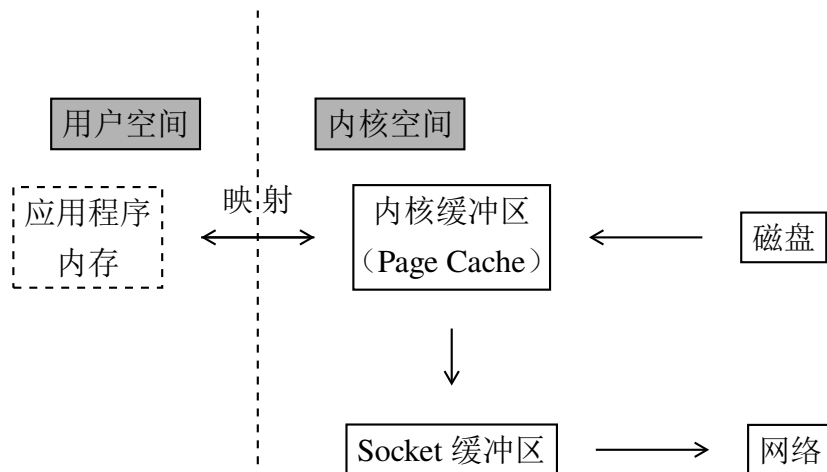 用户空间
内核空间
应用程序
内存
映射
内核缓冲区
（Page Cache）
磁盘
Socket 缓冲区
网络